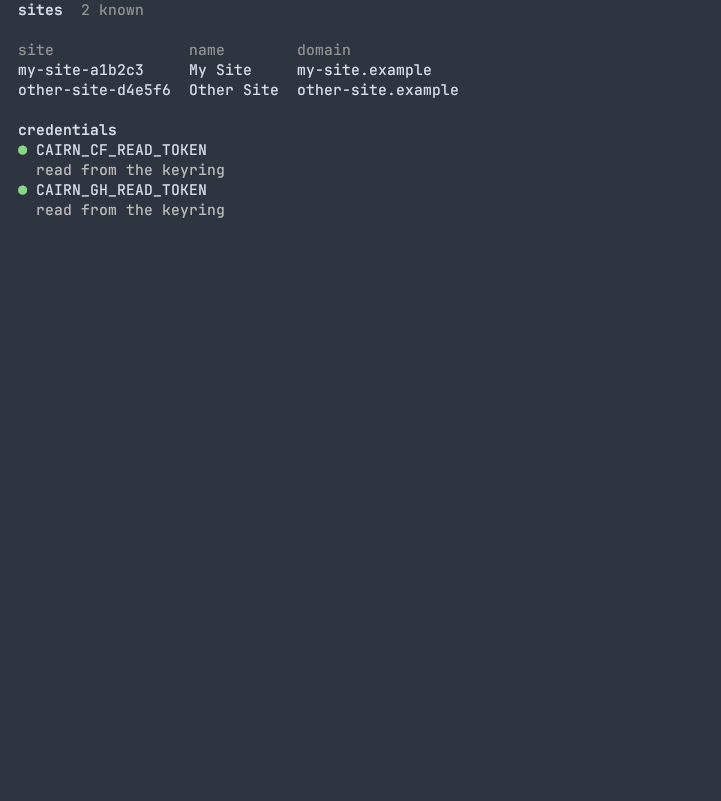 sites  2 known
site  name  domain
my-site-a1b2c3  My Site  my-site.example
other-site-d4e5f6  Other Site  other-site.example
credentials
● CAIRN_CF_READ_TOKEN
read from the keyring
● CAIRN_GH_READ_TOKEN
read from the keyring